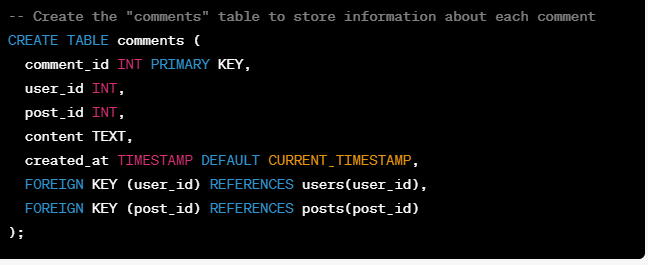 -- Create the "comments" table to store information about each comment
CREATE TABLE comments (
  comment_id INT PRIMARY KEY,
  user_id INT,
  post_id INT,
  content TEXT,
  created_at TIMESTAMP DEFAULT CURRENT_TIMESTAMP,
  FOREIGN KEY (user_id) REFERENCES users(user_id),
  FOREIGN KEY (post_id) REFERENCES posts(post_id)
);